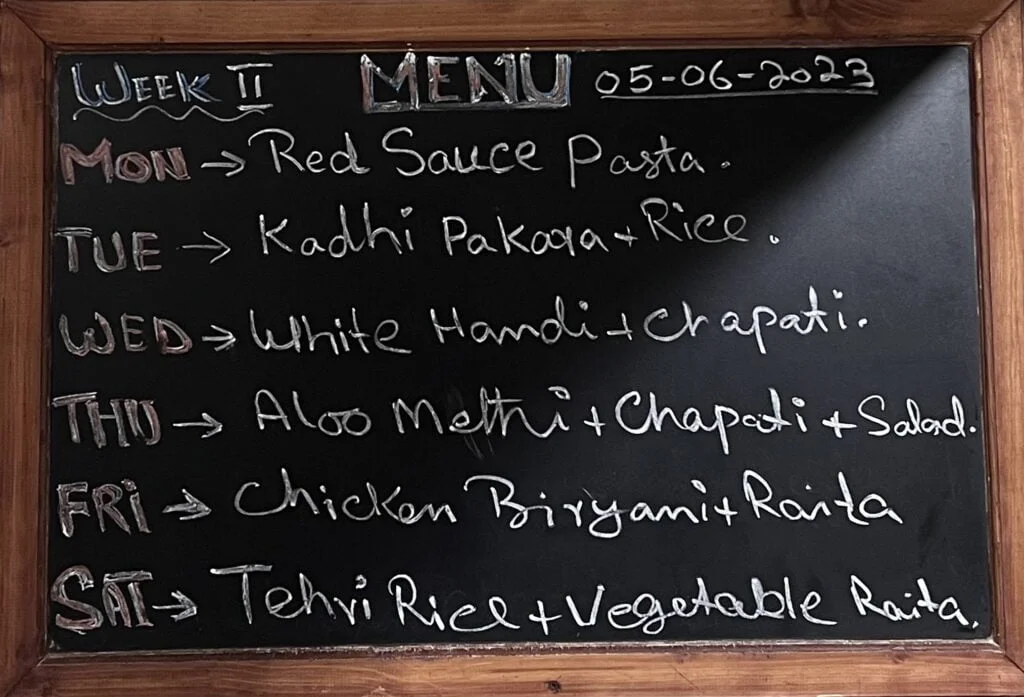 WEEK II MENU 05-06-2023
MON → Red Sauce Pasta.
TUE → Kadhi Pakora + Rice.
WED → White Handi + Chapati.
THU → Aloo Methi + Chapati + Salad.
FRi → Chicken Biryani + Raita
SAT → Tehri Rice + Vegetable Raita.